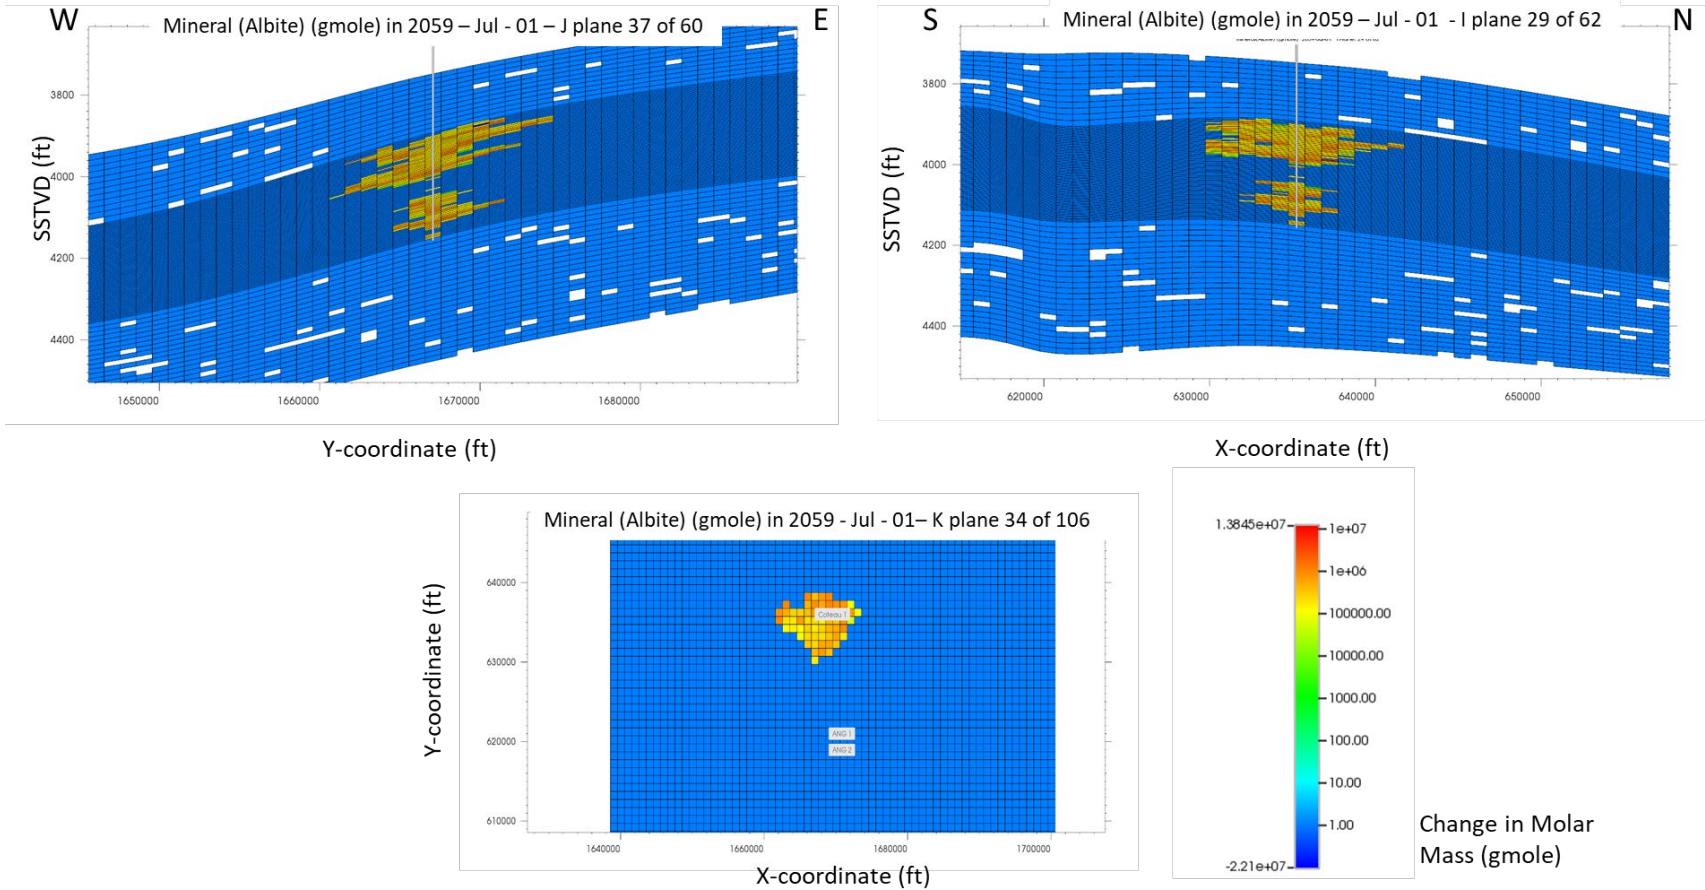 W
Mineral (Albite) (gmole) in 2059 – Jul - 01 – J plane 37 of 60
E
SSTVD (ft)
3800
4000
4200
4400
1650000
1660000
1670000
1680000
Y-coordinate (ft)
S
Mineral (Albite) (gmole) in 2059 – Jul - 01 - I plane 29 of 62
N
SSTVD (ft)
3800
4000
4200
4400
620000
630000
640000
650000
X-coordinate (ft)
Mineral (Albite) (gmole) in 2059 - Jul - 01– K plane 34 of 106
Y-coordinate (ft)
640000
630000
620000
610000
Coteau 1
ANG 1
ANG 2
1640000
1660000
1680000
1700000
X-coordinate (ft)
1.3845e+07
1e+07
1e+06
100000.00
10000.00
1000.00
100.00
10.00
1.00
-2.21e+07
Change in Molar
Mass (gmole)